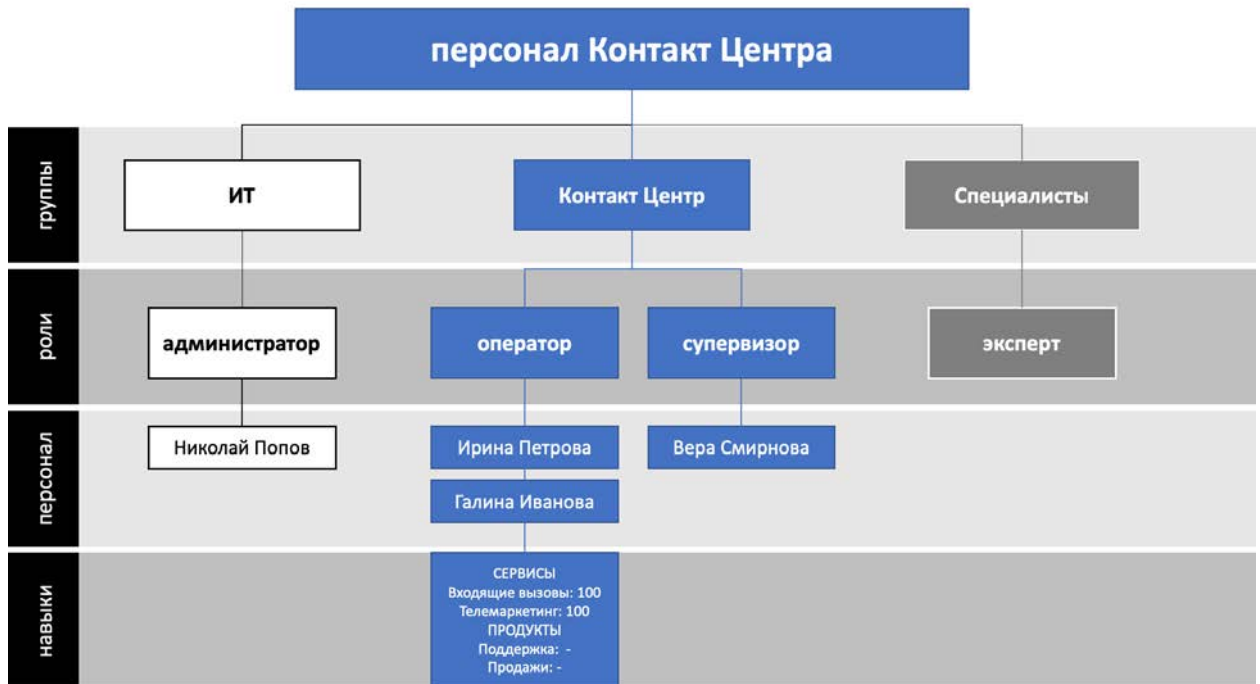 персонал Контакт Центра
группы
ИТ
Контакт Центр
Специалисты
роли
администратор
оператор
супервизор
эксперт
персонал
Николай Попов
Ирина Петрова
Вера Смирнова
Галина Иванова
навыки
СЕРВИСЫ
Входящие вызовы: 100
Телемаркетинг: 100
ПРОДУКТЫ
Поддержка: -
Продажи: -